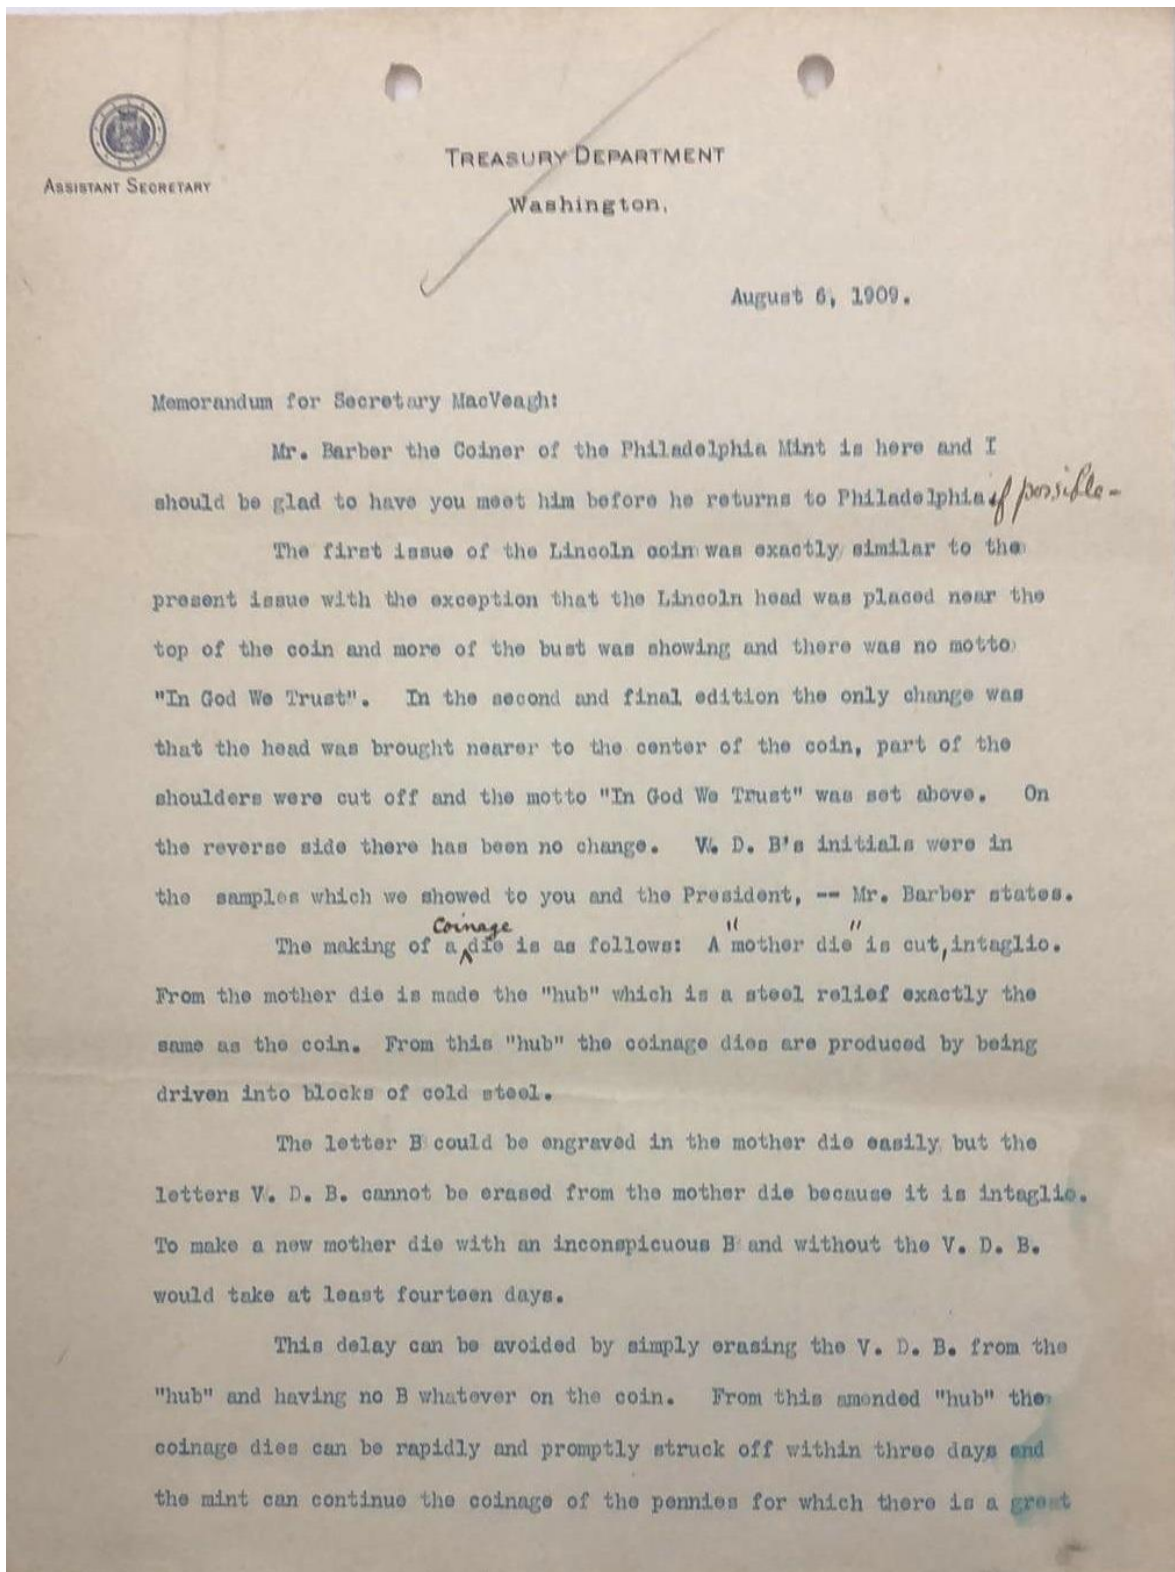 TREASURY DEPARTMENT
ASSISTANT SECRETARY
Washington.
August 6, 1909.
Memorandum for Secretary MacVeagh:
Mr. Barber the Coiner of the Philadelphia Mint is here and I
should be glad to have you meet him before he returns to Philadelphia if possible-
The first issue of the Lincoln coin was exactly similar to the
present issue with the exception that the Lincoln head was placed near the
top of the coin and more of the bust was showing and there was no motto
"In God We Trust". In the second and final edition the only change was
that the head was brought nearer to the center of the coin, part of the
shoulders were cut off and the motto "In God We Trust" was set above. On
the reverse side there has been no change. V. D. B's initials were in
the samples which we showed to you and the President, -- Mr. Barber states.
The making of a Coinage die is as follows: A "mother die" is cut, intaglio.
From the mother die is made the "hub" which is a steel relief exactly the
same as the coin. From this "hub" the coinage dies are produced by being
driven into blocks of cold steel.
The letter B could be engraved in the mother die easily but the
letters V. D. B. cannot be erased from the mother die because it is intaglio.
To make a new mother die with an inconspicuous B and without the V. D. B.
would take at least fourteen days.
This delay can be avoided by simply erasing the V. D. B. from the
"hub" and having no B whatever on the coin. From this amended "hub" the
coinage dies can be rapidly and promptly struck off within three days and
the mint can continue the coinage of the pennies for which there is a great